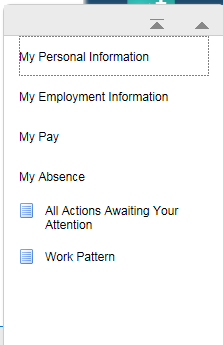 My Personal Information
My Employment Information
My Pay
My Absence
All Actions Awaiting Your
Attention
Work Pattern